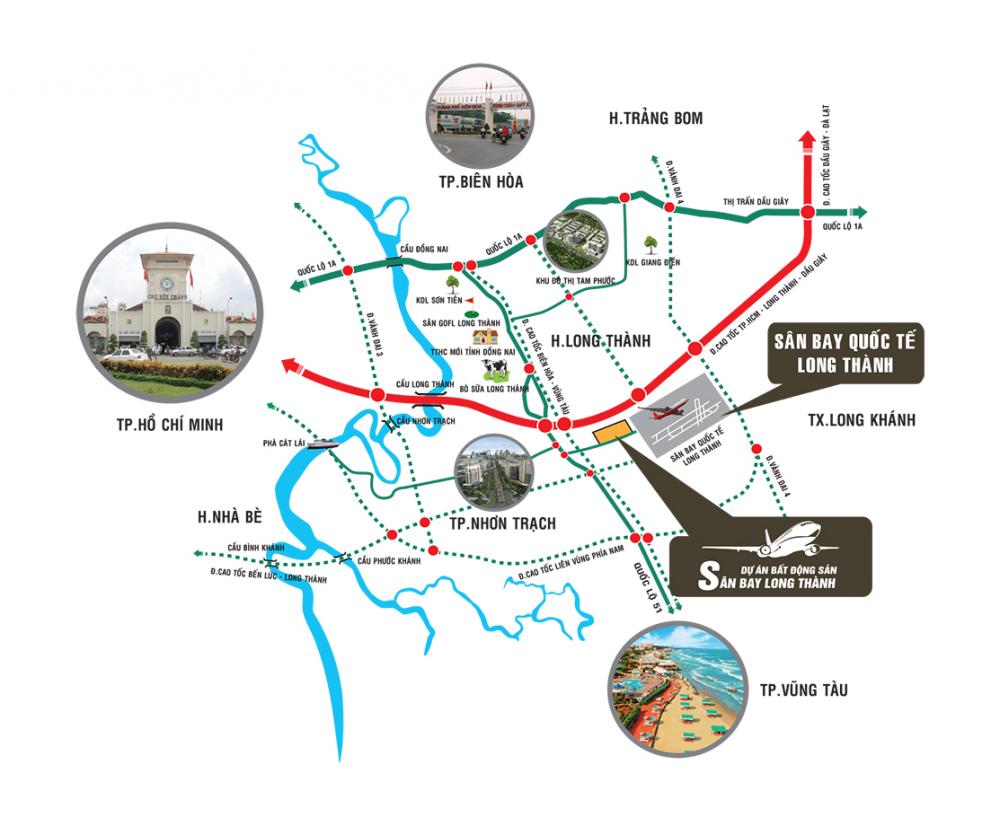 THÀNH PHỐ BIÊN HÒA
H.TRẢNG BOM
TP.BIÊN HÒA
Đ. CAO TỐC DẦU GIÂY - ĐÀ LẠT
Đ.VÀNH ĐAI 4
THỊ TRẤN DẦU GIÂY
QUỐC LỘ 1A
CẦU ĐỒNG NAI
QUỐC LỘ 1A
QUỐC LỘ 1A
KHU ĐÔ THỊ TAM PHƯỚC
KDL GIANG ĐIỀN
CHỢ BẾN THÀNH
KDL SƠN TIÊN
SÂN GOFL LONG THÀNH
TTHC MỚI TỈNH ĐỒNG NAI
BÒ SỮA LONG THÀNH
Đ.VÀNH ĐAI 3
Đ. CAO TỐC BIÊN HÒA - VŨNG TÀU
H.LONG THÀNH
Đ.CAO TỐC TP.HCM - LONG THÀNH - DẦU GIÂY
SÂN BAY QUỐC TẾ
LONG THÀNH
CẦU LONG THÀNH
CẦU NHƠN TRẠCH
TP.HỒ CHÍ MINH
PHÀ CÁT LÁI
TX.LONG KHÁNH
SÂN BAY QUỐC TẾ
LONG THÀNH
Đ.VÀNH ĐAI 4
H.NHÀ BÈ
TP.NHƠN TRẠCH
CẦU BÌNH KHÁNH
CẦU PHƯỚC KHÁNH
Đ.CAO TỐC BẾN LỨC - LONG THÀNH
Đ.CAO TỐC LIÊN VÙNG PHÍA NAM
QUỐC LỘ 51
DỰ ÁN BẤT ĐỘNG SẢN
SÂN BAY LONG THÀNH
TP.VŨNG TÀU